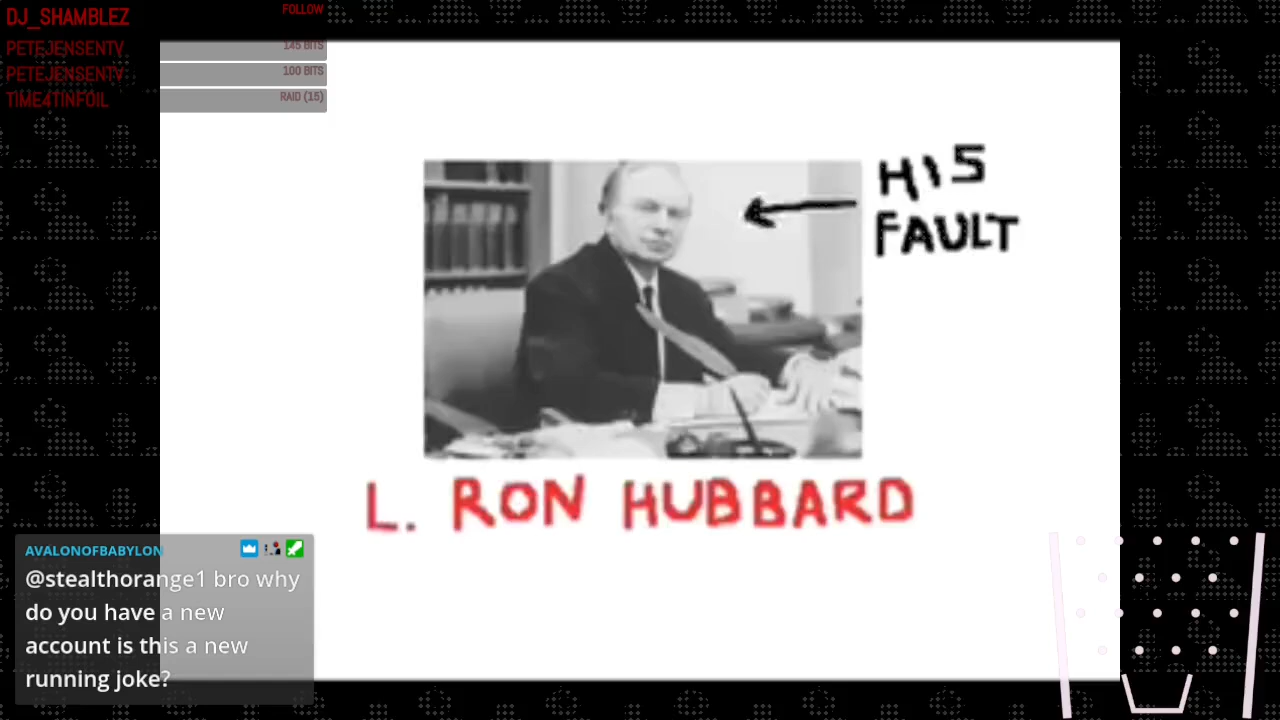 DJ_SHAMBLEZ FOLLOW
PETEJENSENTV 145 BITS
PETEJENSENTV 100 BITS
TIME4TINFOIL RAID (15)
HIS
FAULT
L. RON HUBBARD
AVALONOFBABYLON
@stealthorange1 bro why
do you have a new
account is this a new
running joke?